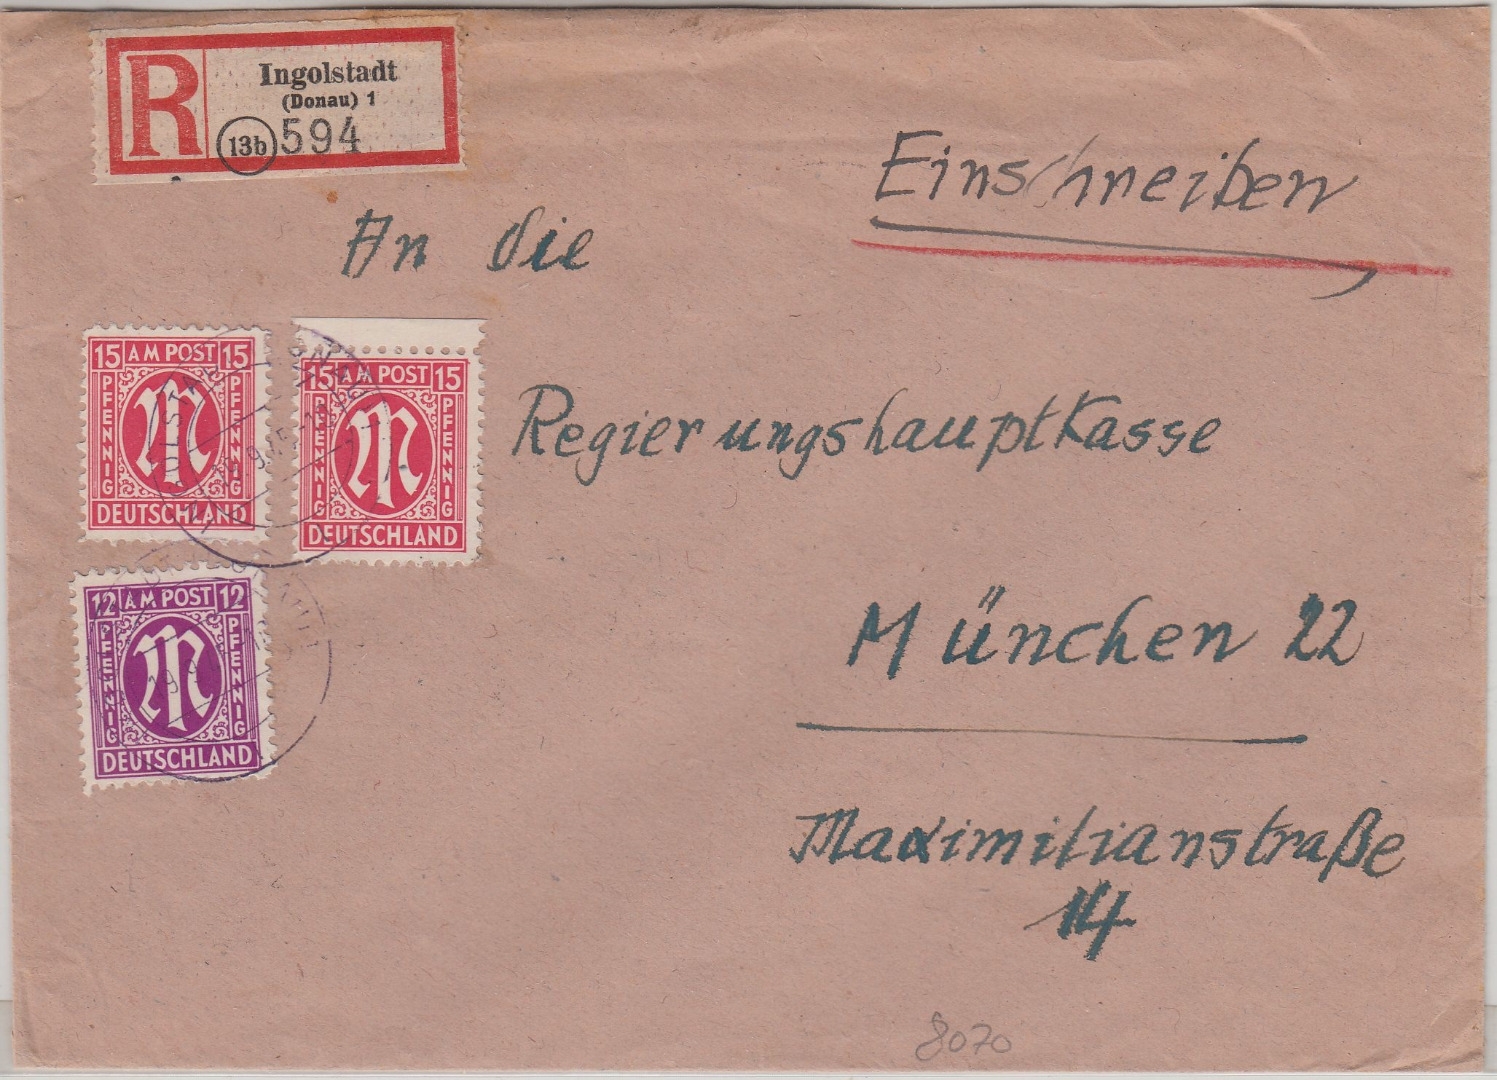 R
Ingolstadt
(Donau) 1
13b 594
Einschreiben
An die
Regierungshauptkasse
München 22
Maximilianstraße
14
15 AM POST 15
PFENNIG PFENNIG
DEUTSCHLAND
15 AM POST 15
PFENNIG PFENNIG
DEUTSCHLAND
12 AM POST 12
PFENNIG PFENNIG
DEUTSCHLAND
8070